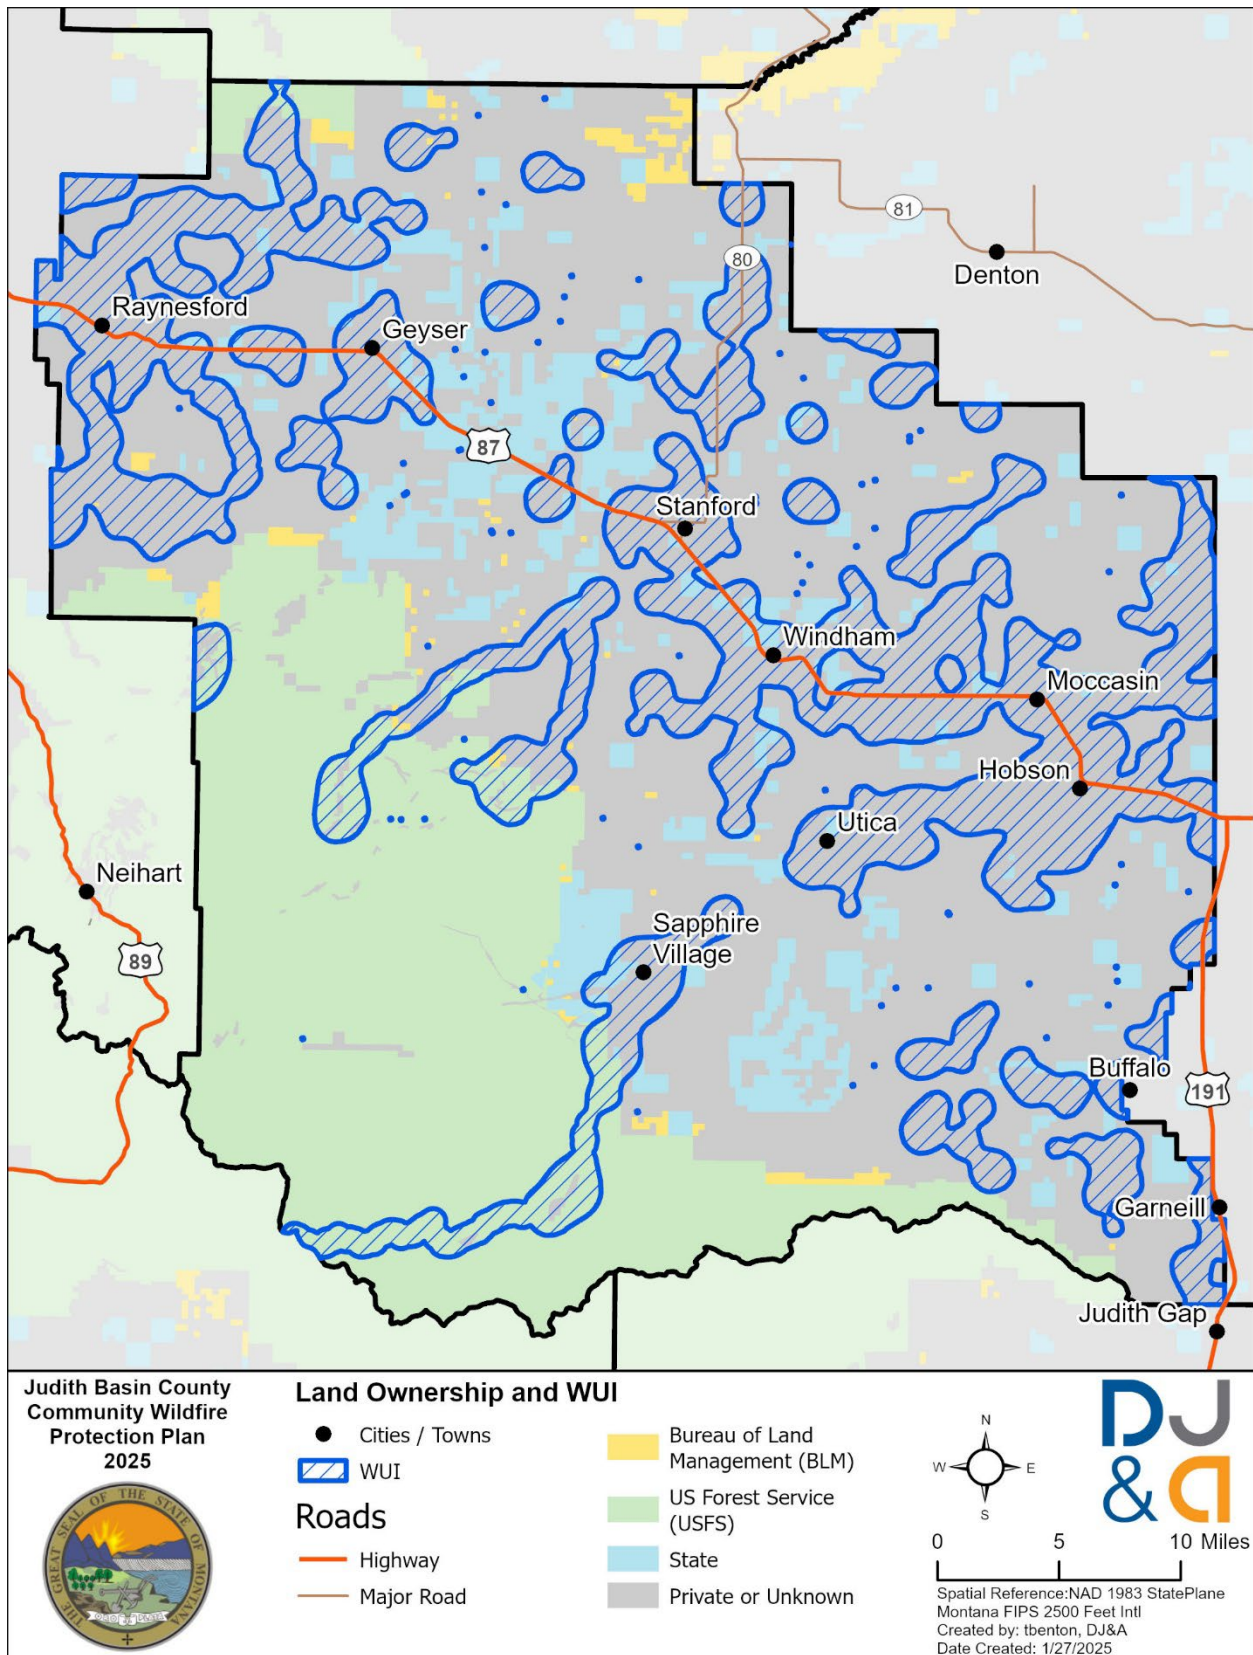 81
80
Denton
Raynesford
Geyser
87
Stanford
Windham
Moccasin
Hobson
Utica
Neihart
89
Sapphire
Village
Buffalo
191
Garneill
Judith Gap
Judith Basin County
Community Wildfire
Protection Plan
2025
THE GREAT SEAL OF THE STATE OF MONTANA
Land Ownership and WUI
Cities / Towns
WUI
Roads
Highway
Major Road
Bureau of Land
Management (BLM)
US Forest Service
(USFS)
State
Private or Unknown
N
W E
S
DJ
&a
0 5 10 Miles
Spatial Reference:NAD 1983 StatePlane
Montana FIPS 2500 Feet Intl
Created by: tbenton, DJ&A
Date Created: 1/27/2025